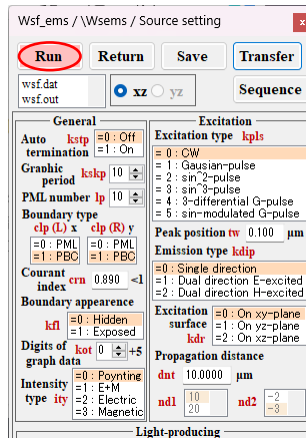 Wsf_ems / \Wsems / Source setting
x
Run Return Save Transfer
wsf.dat
wsf.out
xz yz
Sequence
General
Auto termination kstp
=0 : Off
=1 : On
Graphic period kskp 10
PML number lp 10
Boundary type
clp (L) x clp (R) y
=0 : PML
=1 : PBC
=0 : PML
=1 : PBC
Courant index crn 0.890 <1
Boundary appearence
kfl
=0 : Hidden
=1 : Exposed
Digits of graph data kot 0 +5
Intensity type ity
=0 : Poynting
=1 : E+M
=2 : Electric
=3 : Magnetic
Excitation
Excitation type kpls
= 0 : CW
= 1 : Gausian-pulse
= 2 : sin^2-pulse
= 3 : sin^3-pulse
= 4 : 3-differential G-pulse
= 5 : sin-modulated G-pulse
Peak position tw 0.100 μm
Emission type kdip
=0 : Single direction
=1 : Dual direction E-excited
=2 : Dual direction H-excited
Excitation surface kdr
=0 : On xy-plane
=1 : On yz-plane
=2 : On xz-plane
Propagation distance
dnt 10.0000 μm
nd1
10
20
nd2
-2
-3
Light-producing